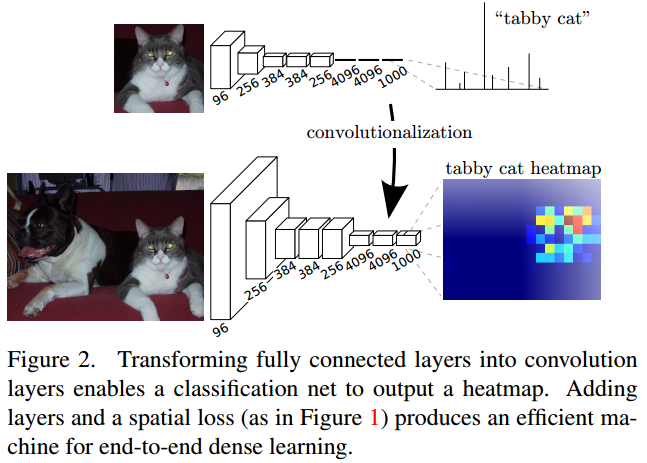 "tabby cat"
96 256 384 384 256 4096 4096 1000
convolutionalization
tabby cat heatmap
96 256 384 384 256 4096 4096 1000
Figure 2. Transforming fully connected layers into convolution
layers enables a classification net to output a heatmap. Adding
layers and a spatial loss (as in Figure 1) produces an efficient ma-
chine for end-to-end dense learning.